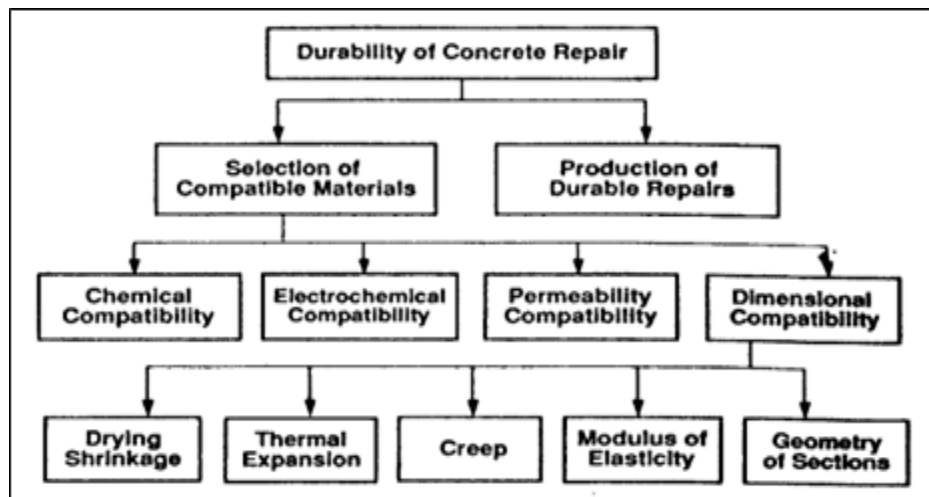 Durability of Concrete Repair
Selection of
Compatible Materials
Production of
Durable Repairs
Chemical
Compatibility
Electrochemical
Compatibility
Permeability
Compatibility
Dimensional
Compatibility
Drying
Shrinkage
Thermal
Expansion
Creep
Modulus of
Elasticity
Geometry
of Sections